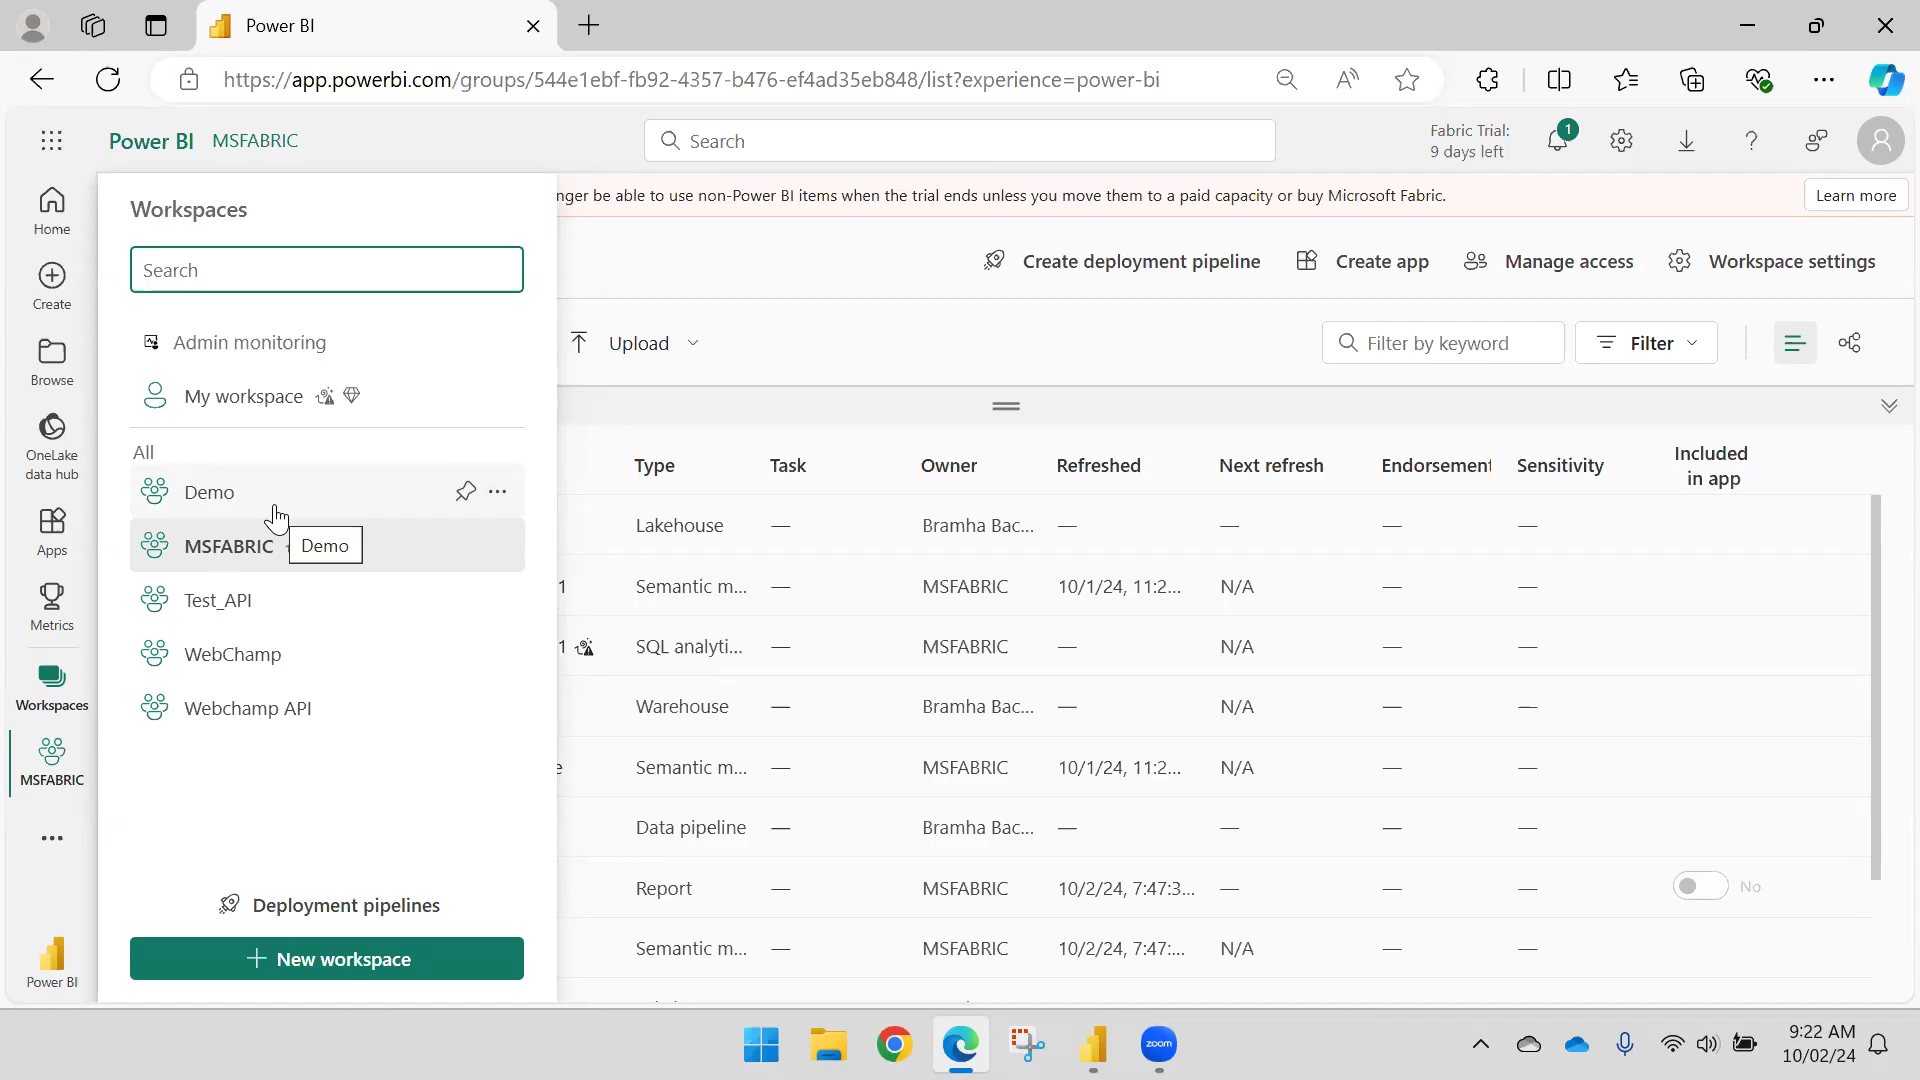 Power BI
https://app.powerbi.com/groups/544e1ebf-fb92-4357-b476-ef4ad35eb848/list?experience=power-bi
Power BI MSFABRIC
Search
Fabric Trial:
9 days left
1
Home
Create
Browse
OneLake
data hub
Apps
Metrics
Workspaces
MSFABRIC
Power BI
Workspaces
Search
Admin monitoring
My workspace
All
Demo
MSFABRIC
Demo
Test_API
WebChamp
Webchamp API
Deployment pipelines
New workspace
nger be able to use non-Power BI items when the trial ends unless you move them to a paid capacity or buy Microsoft Fabric.
Learn more
Create deployment pipeline
Create app
Manage access
Workspace settings
Upload
Filter by keyword
Filter
Type Task Owner Refreshed Next refresh Endorsement Sensitivity Included
in app
Lakehouse — Bramha Bac... — — — —
1 Semantic m... — MSFABRIC 10/1/24, 11:2... N/A — —
1 SQL analyti... — MSFABRIC — N/A — —
Warehouse — Bramha Bac... — N/A — —
e Semantic m... — MSFABRIC 10/1/24, 11:2... N/A — —
Data pipeline — Bramha Bac... — — — —
Report — MSFABRIC 10/2/24, 7:47:3... — — — No
Semantic m... — MSFABRIC 10/2/24, 7:47:... N/A — —
zoom
9:22 AM
10/02/24